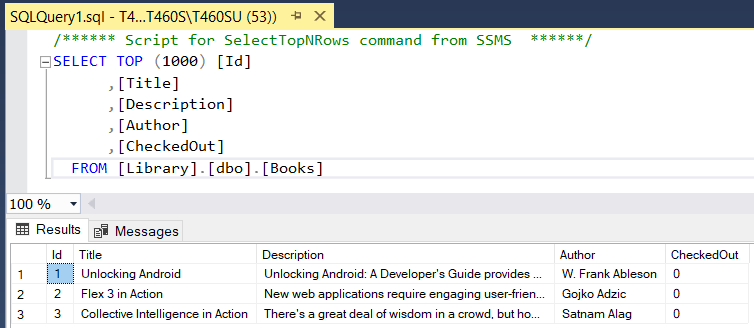 SQLQuery1.sql - T4...T460S\T460SU (53))
/****** Script for SelectTopNRows command from SSMS  ******/
SELECT TOP (1000) [Id]
,[Title]
,[Description]
,[Author]
,[CheckedOut]
FROM [Library].[dbo].[Books]
100 %
Results Messages
Id Title Description Author CheckedOut
1 1 Unlocking Android Unlocking Android: A Developer's Guide provides ... W. Frank Ableson 0
2 2 Flex 3 in Action New web applications require engaging user-frien... Gojko Adzic 0
3 3 Collective Intelligence in Action There's a great deal of wisdom in a crowd, but ho... Satnam Alag 0